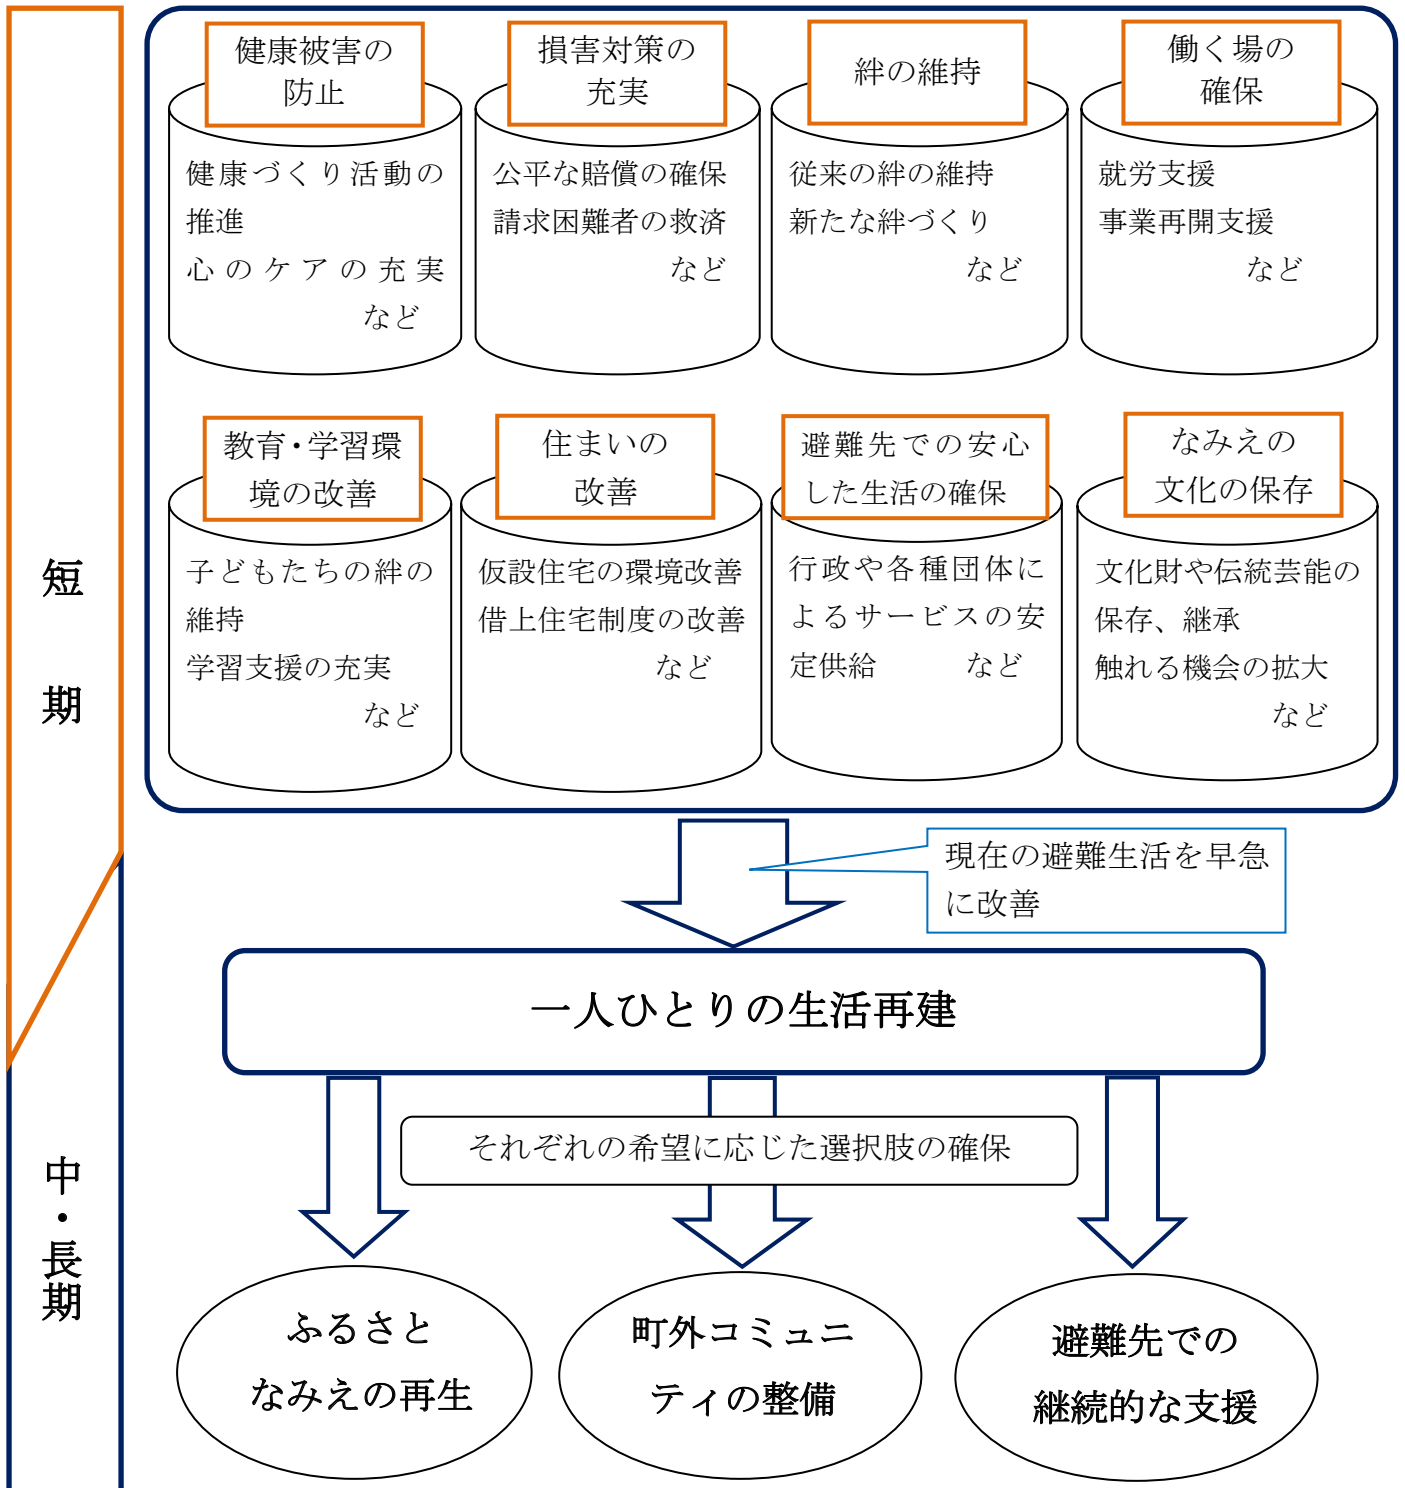 短
期
健康被害の
防止
健康づくり活動の
推進
心のケアの充実
など
損害対策の
充実
公平な賠償の確保
請求困難者の救済
など
絆の維持
従来の絆の維持
新たな絆づくり
など
働く場の
確保
就労支援
事業再開支援
など
教育・学習環
境の改善
子どもたちの絆の
維持
学習支援の充実
など
住まいの
改善
仮設住宅の環境改善
借上住宅制度の改善
など
避難先での安心
した生活の確保
行政や各種団体に
よるサービスの安
定供給 など
なみえの
文化の保存
文化財や伝統芸能の
保存、継承
触れる機会の拡大
など
現在の避難生活を早急
に改善
一人ひとりの生活再建
それぞれの希望に応じた選択肢の確保
中
・
長
期
ふるさと
なみえの再生
町外コミュニ
ティの整備
避難先での
継続的な支援